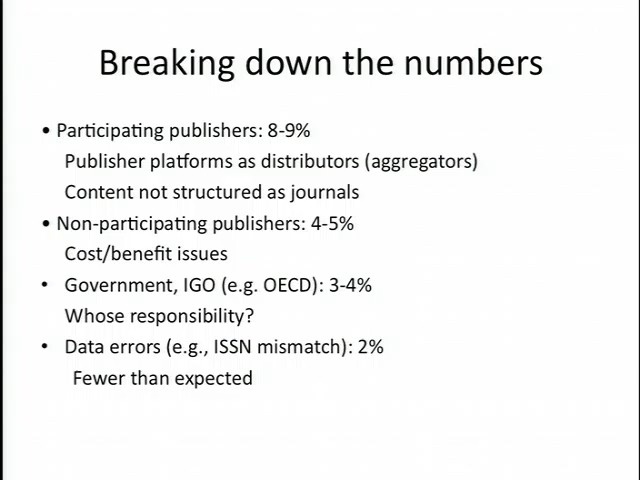 Breaking down the numbers
• Participating publishers: 8-9%
Publisher platforms as distributors (aggregators)
Content not structured as journals
• Non-participating publishers: 4-5%
Cost/benefit issues
• Government, IGO (e.g. OECD): 3-4%
Whose responsibility?
• Data errors (e.g., ISSN mismatch): 2%
Fewer than expected